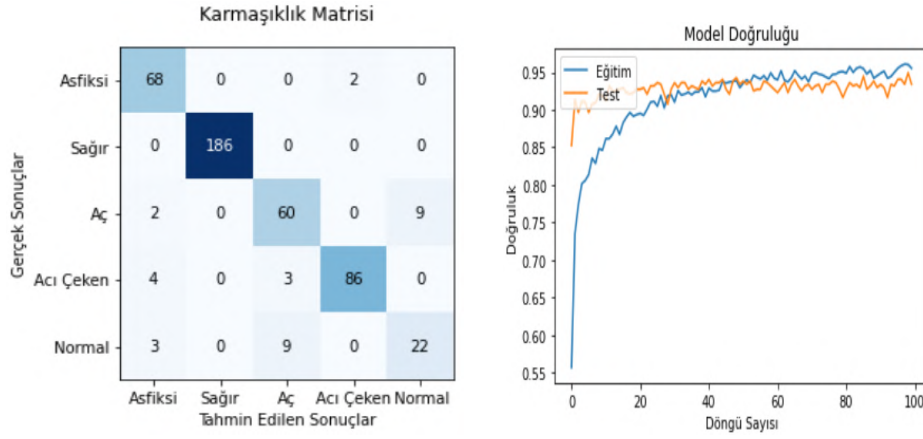 Karmaşıklık Matrisi
Gerçek Sonuçlar
Asfiksi 68 0 0 2 0
Sağır 0 186 0 0 0
Aç 2 0 60 0 9
Acı Çeken 4 0 3 86 0
Normal 3 0 9 0 22
Asfiksi Sağır Aç Acı Çeken Normal
Tahmin Edilen Sonuçlar
Model Doğruluğu
Eğitim
Test
Doğruluk
0.95
0.90
0.85
0.80
0.75
0.70
0.65
0.60
0.55
0 20 40 60 80 100
Döngü Sayısı